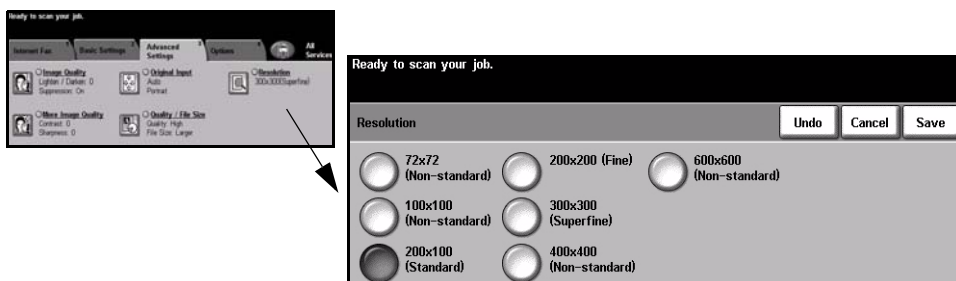 Ready to scan your job.
Internet Fax
Basic Settings
Advanced
Settings
Options
All
Services
Image Quality
Lighten / Darken: 0
Suppression: On
Original Input
Auto
Portrait
Resolution
300x300(Superfine)
More Image Quality
Contrast: 0
Sharpness: 0
Quality / File Size
Quality: High
File Size: Larger
Ready to scan your job.
Resolution
Undo
Cancel
Save
72x72
(Non-standard)
200x200 (Fine)
600x600
(Non-standard)
100x100
(Non-standard)
300x300
(Superfine)
200x100
(Standard)
400x400
(Non-standard)